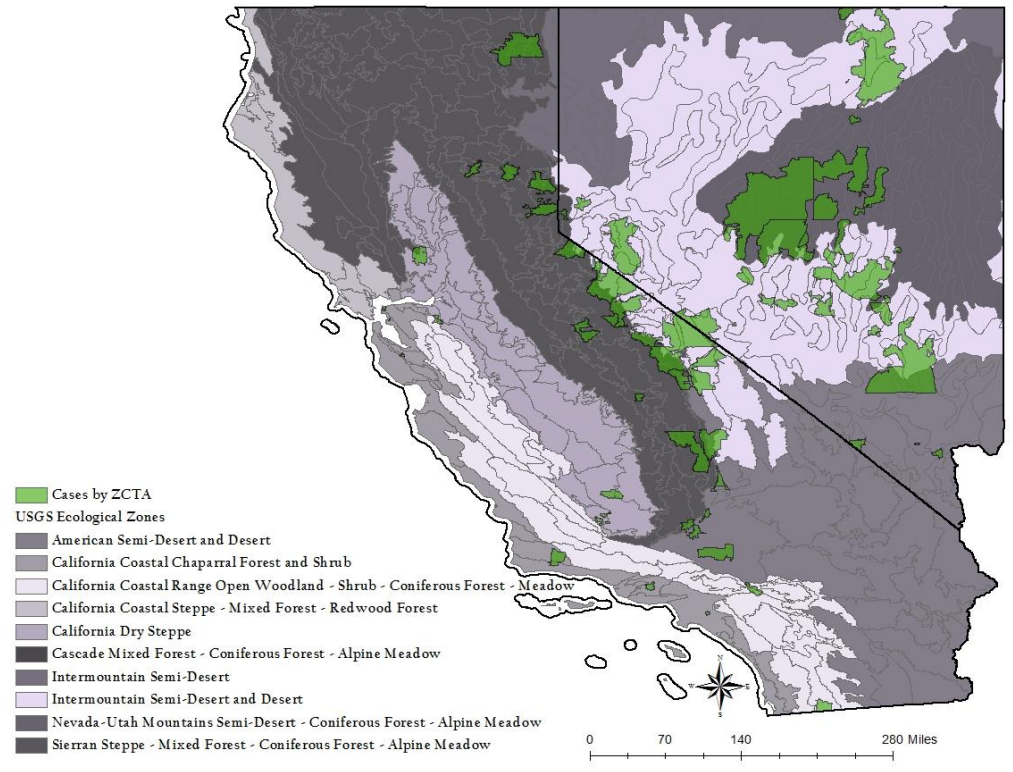 Cases by ZCTA
USGS Ecological Zones
American Semi-Desert and Desert
California Coastal Chaparral Forest and Shrub
California Coastal Range Open Woodland - Shrub - Coniferous Forest - Meadow
California Coastal Steppe - Mixed Forest - Redwood Forest
California Dry Steppe
Cascade Mixed Forest - Coniferous Forest - Alpine Meadow
Intermountain Semi-Desert
Intermountain Semi-Desert and Desert
Nevada-Utah Mountains Semi-Desert - Coniferous Forest - Alpine Meadow
Sierran Steppe - Mixed Forest - Coniferous Forest - Alpine Meadow
N
W E
S
0 70 140 280 Miles